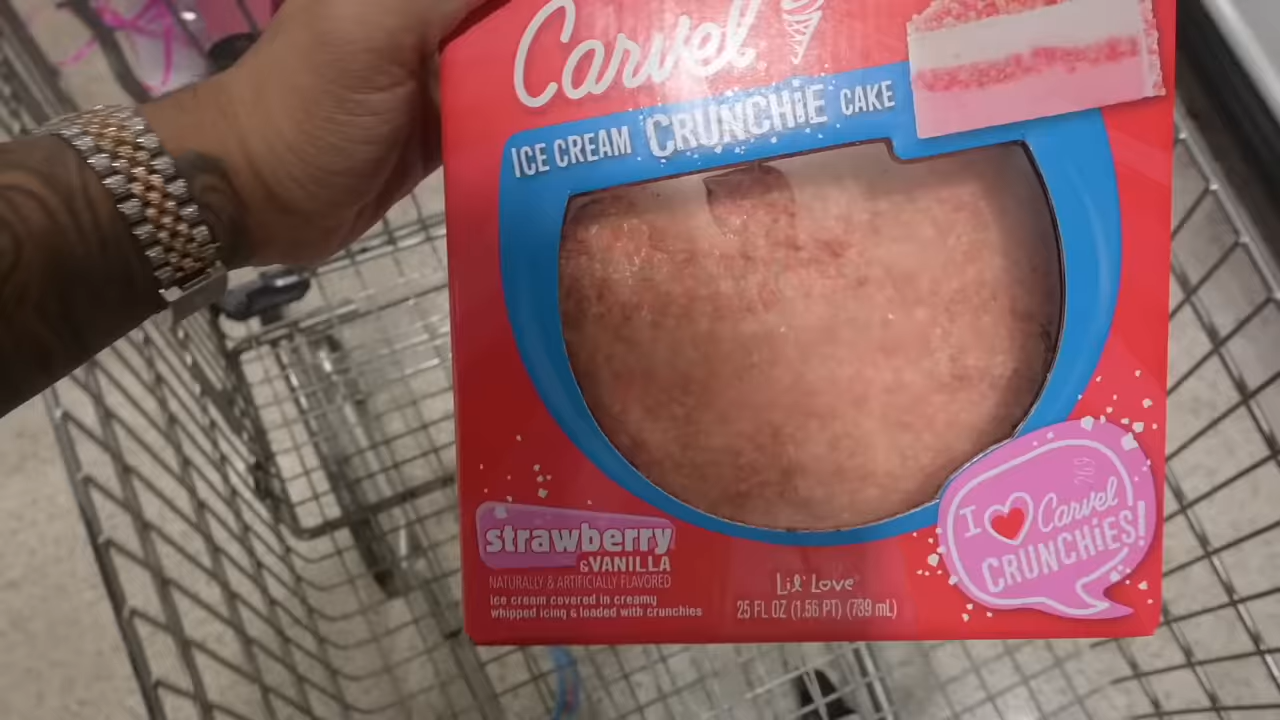 Carvel
ICE CREAM CRUNCHiE CAKE
I ♥ Carvel
CRUNCHiES!
269
strawberry
&VANILLA
NATURALLY & ARTIFICIALLY FLAVORED
ice cream covered in creamy
whipped icing & loaded with crunchies
Lil' Love
25 FL OZ (1.56 PT) (739 mL)